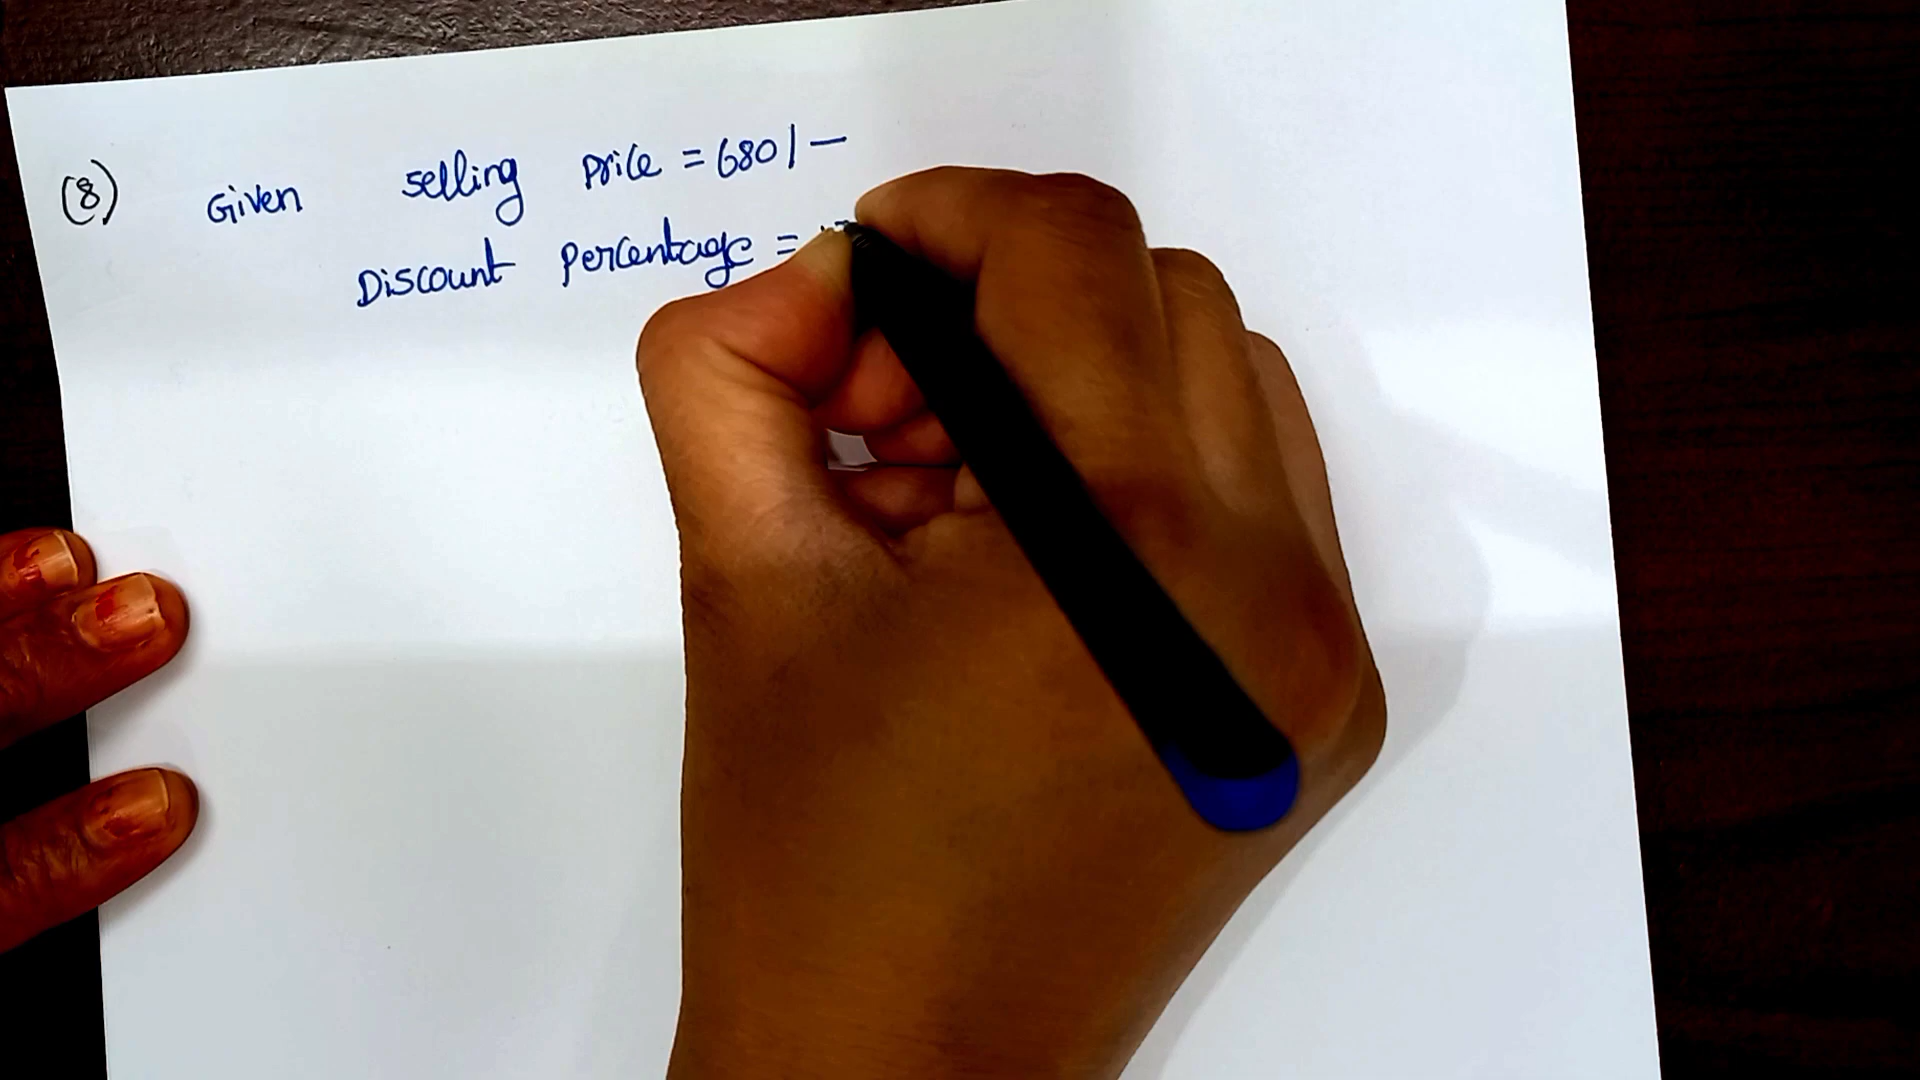 (8) Given selling price = 680/-
Discount percentage =